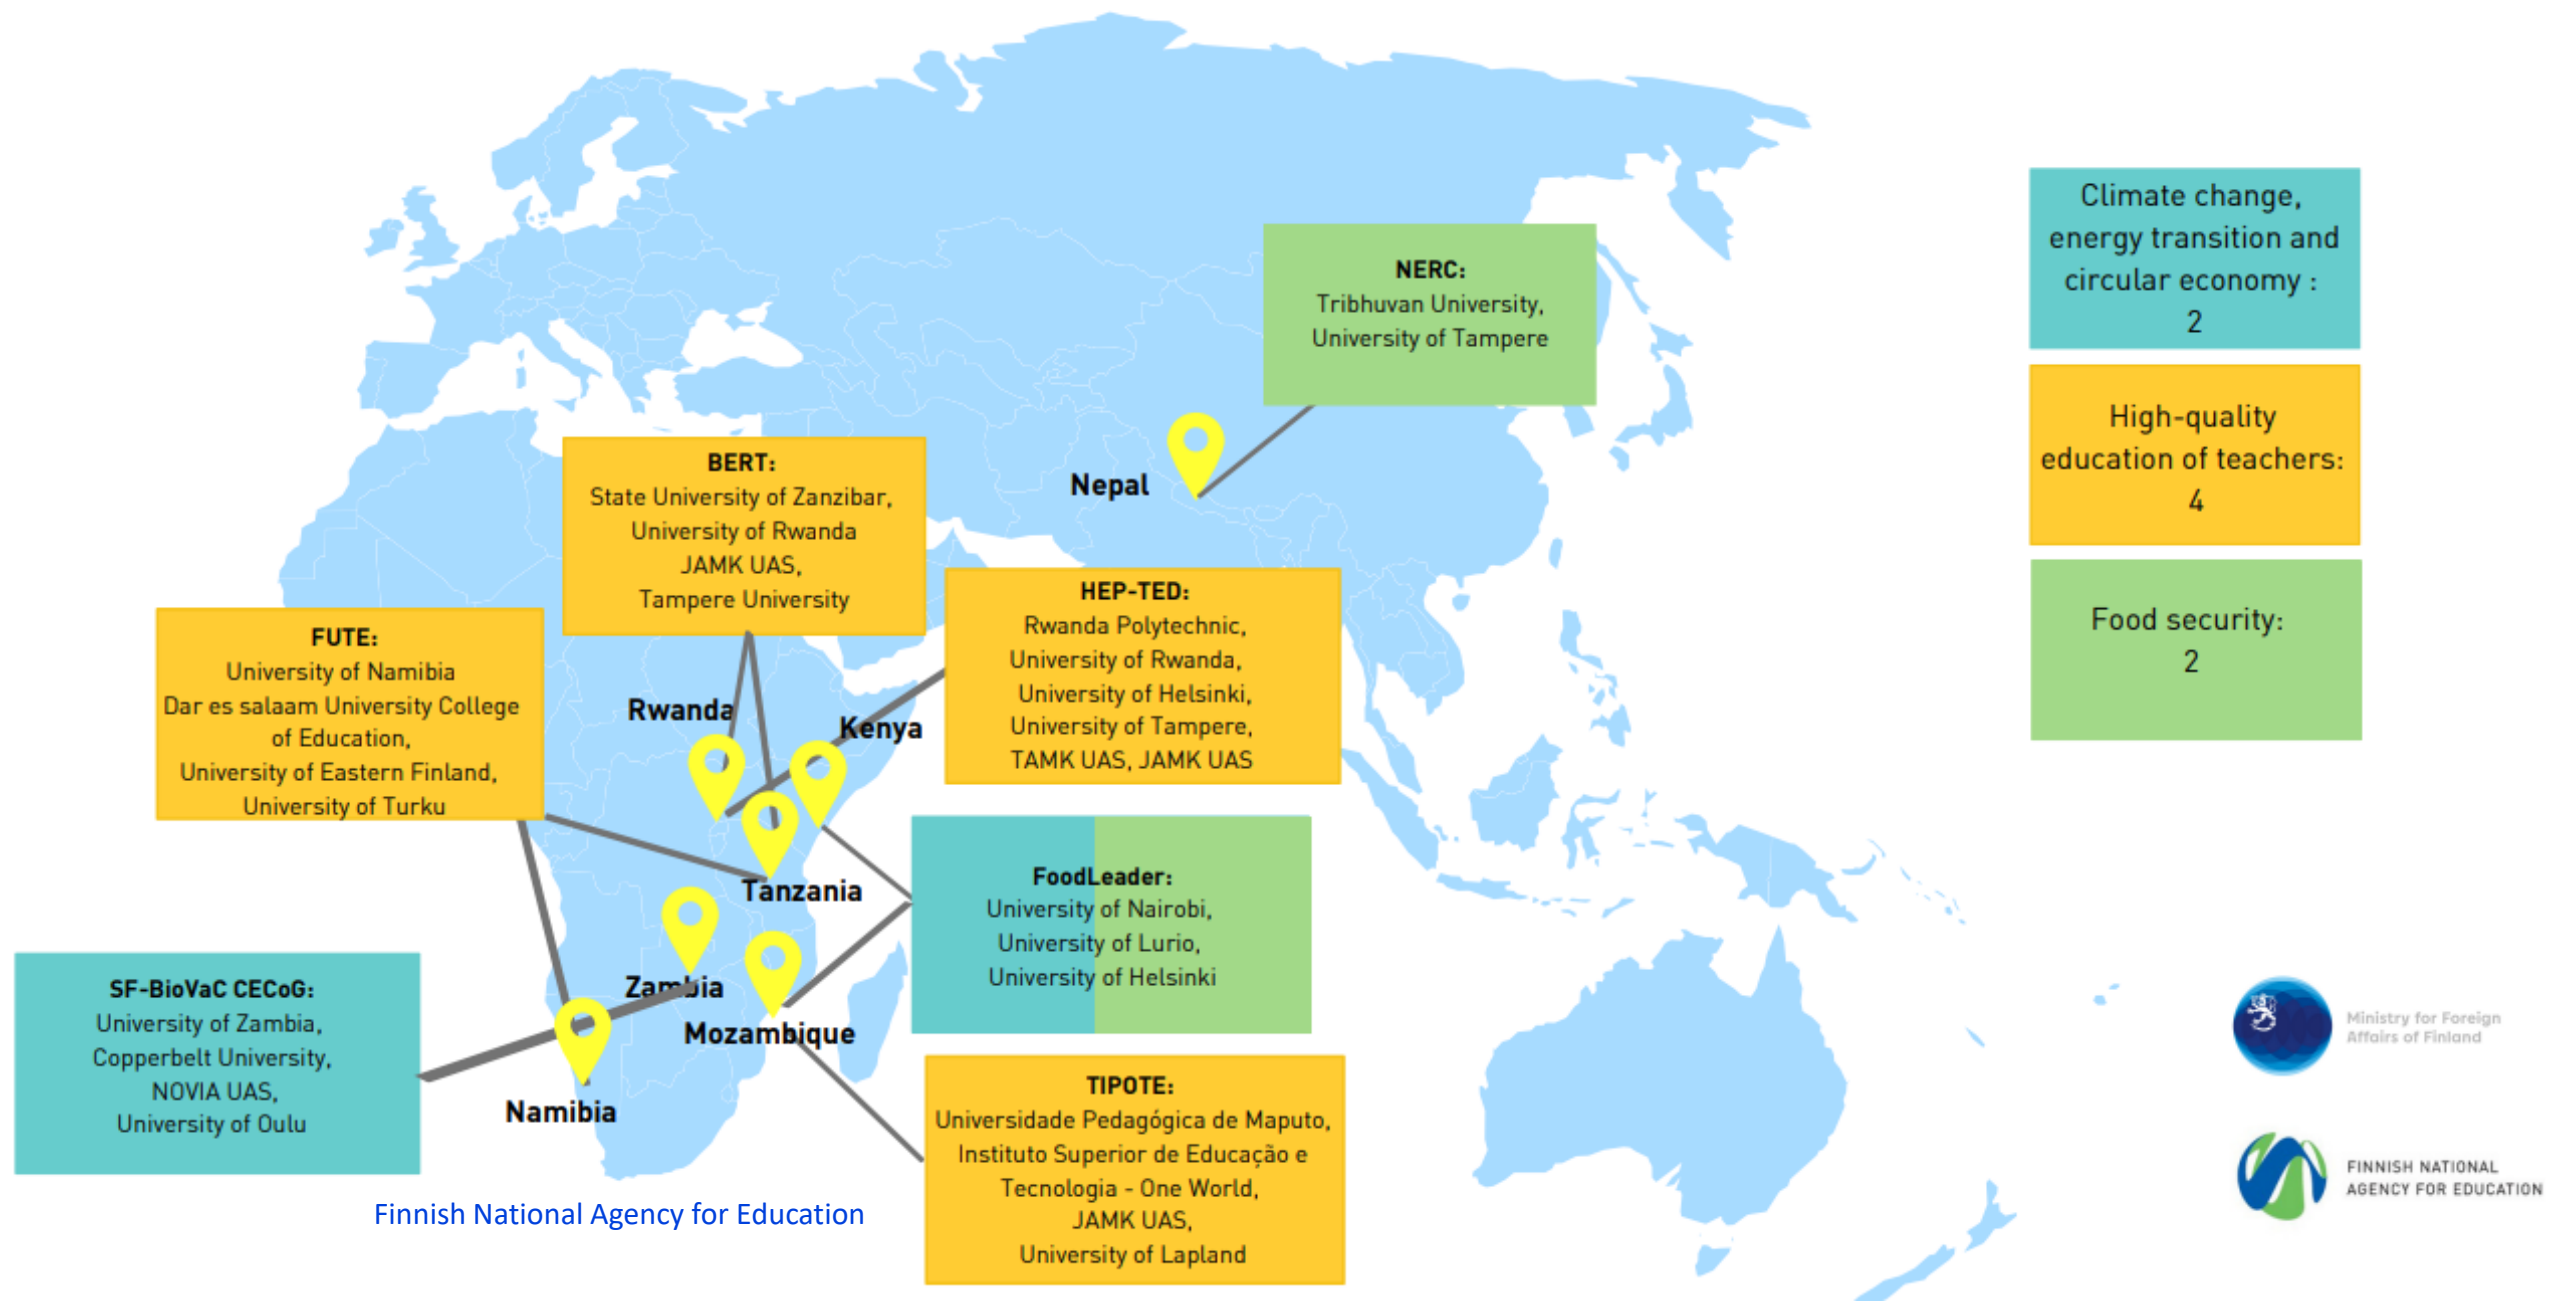 NERC:
Tribhuvan University,
University of Tampere
Nepal
BERT:
State University of Zanzibar,
University of Rwanda
JAMK UAS,
Tampere University
HEP-TED:
Rwanda Polytechnic,
University of Rwanda,
University of Helsinki,
University of Tampere,
TAMK UAS, JAMK UAS
FUTE:
University of Namibia
Dar es salaam University College
of Education,
University of Eastern Finland,
University of Turku
Rwanda
Kenya
Tanzania
Zambia
Mozambique
Namibia
FoodLeader:
University of Nairobi,
University of Lurio,
University of Helsinki
SF-BioVaC CECoG:
University of Zambia,
Copperbelt University,
NOVIA UAS,
University of Oulu
TIPOTE:
Universidade Pedagógica de Maputo,
Instituto Superior de Educação e
Tecnologia - One World,
JAMK UAS,
University of Lapland
Finnish National Agency for Education
Climate change,
energy transition and
circular economy :
2
High-quality
education of teachers:
4
Food security:
2
Ministry for Foreign
Affairs of Finland
FINNISH NATIONAL
AGENCY FOR EDUCATION